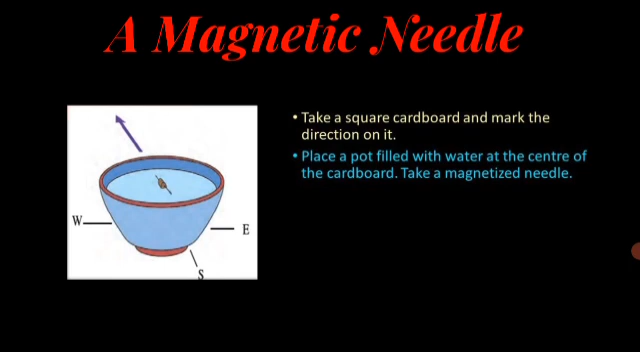 A Magnetic Needle
• Take a square cardboard and mark the
direction on it.
• Place a pot filled with water at the centre of
the cardboard. Take a magnetized needle.
W
E
S